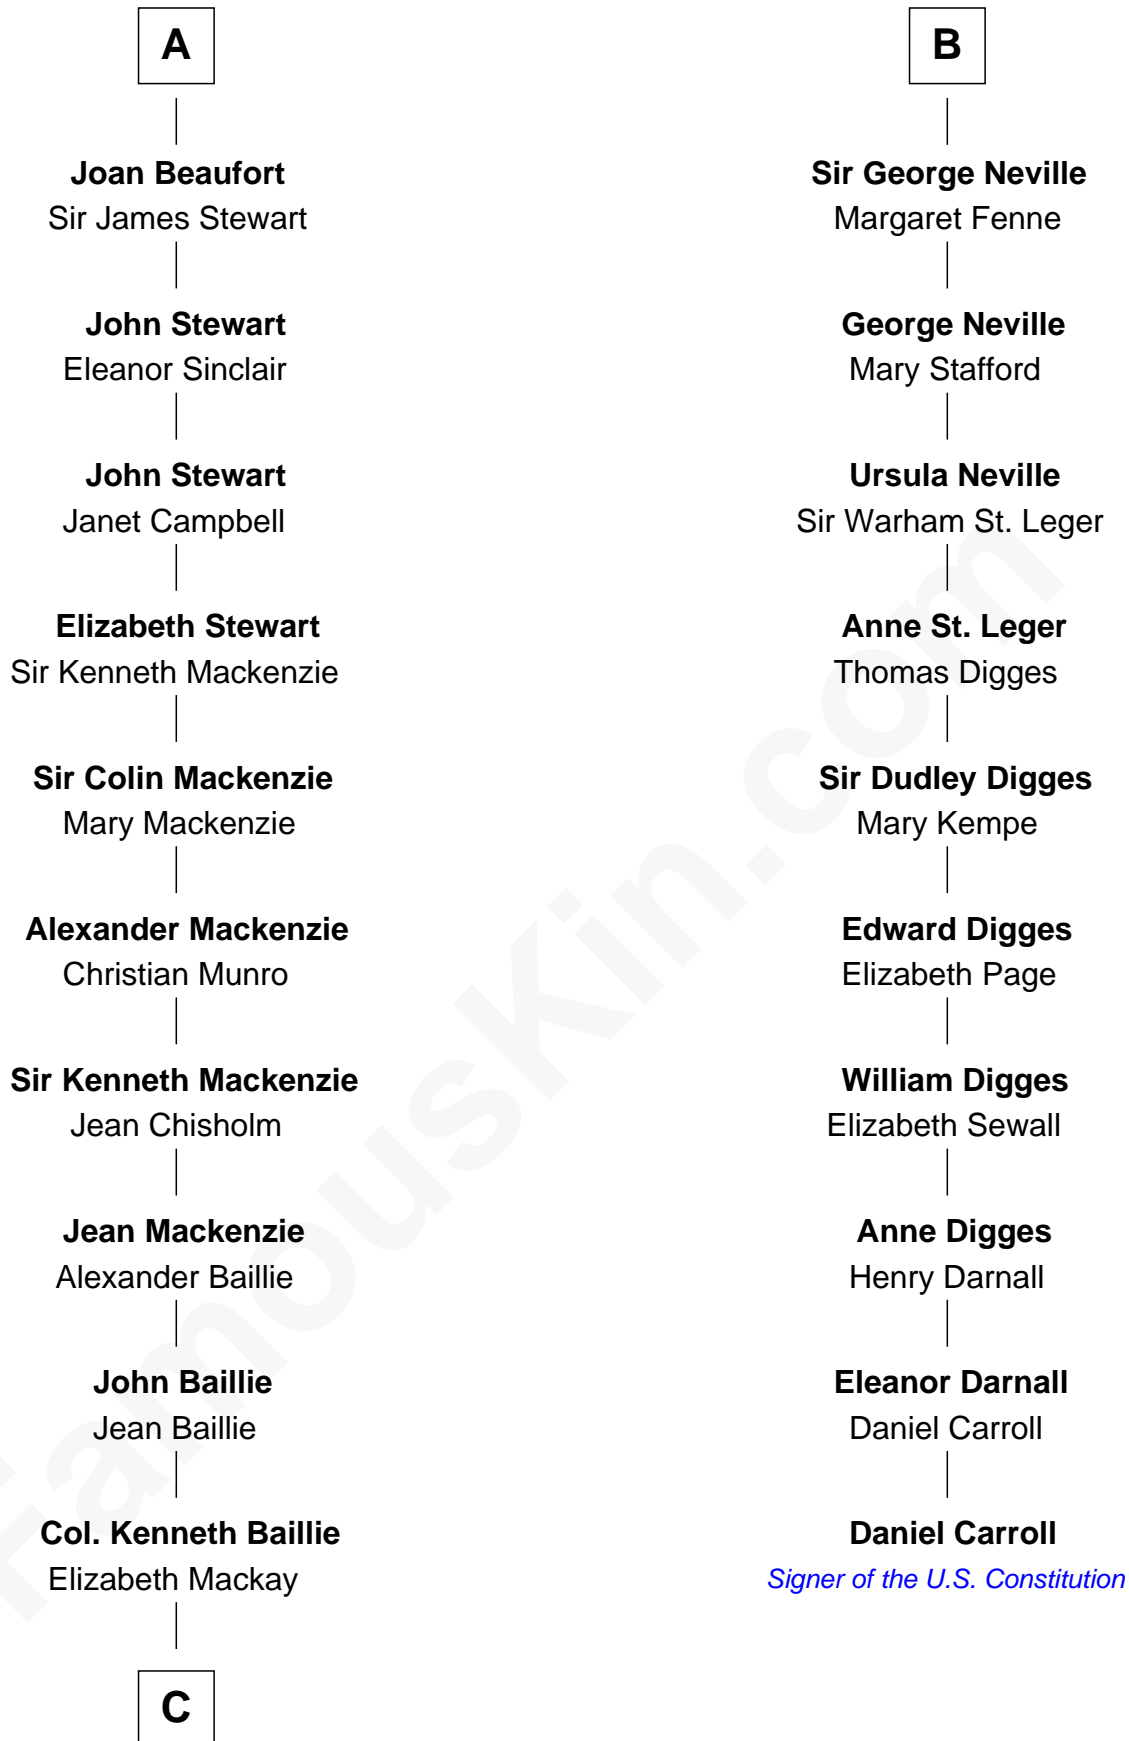 A
Joan Beaufort
Sir James Stewart
John Stewart
Eleanor Sinclair
John Stewart
Janet Campbell
Elizabeth Stewart
Sir Kenneth Mackenzie
Sir Colin Mackenzie
Mary Mackenzie
Alexander Mackenzie
Christian Munro
Sir Kenneth Mackenzie
Jean Chisholm
Jean Mackenzie
Alexander Baillie
John Baillie
Jean Baillie
Col. Kenneth Baillie
Elizabeth Mackay
C
B
Sir George Neville
Margaret Fenne
George Neville
Mary Stafford
Ursula Neville
Sir Warham St. Leger
Anne St. Leger
Thomas Digges
Sir Dudley Digges
Mary Kempe
Edward Digges
Elizabeth Page
William Digges
Elizabeth Sewall
Anne Digges
Henry Darnall
Eleanor Darnall
Daniel Carroll
Daniel Carroll
Signer of the U.S. Constitution
FamousKin.com